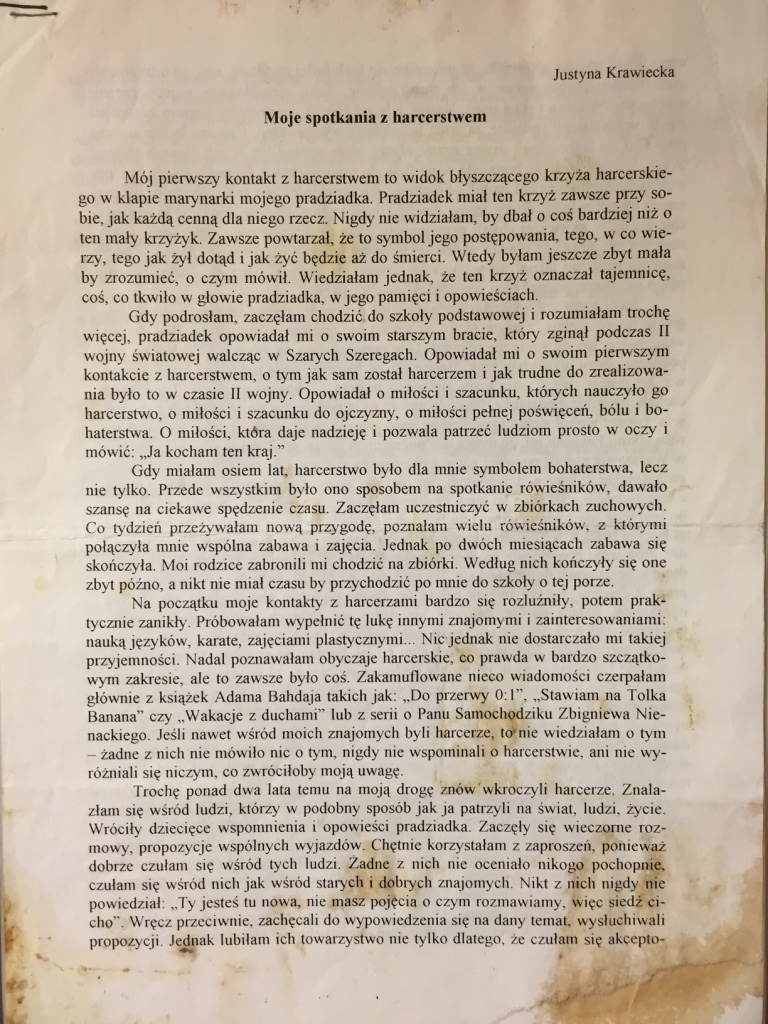 Justyna Krawiecka
Moje spotkania z harcerstwem
Mój pierwszy kontakt z harcerstwem to widok błyszczącego krzyża harcerskie-
go w klapie marynarki mojego pradziadka. Pradziadek miał ten krzyż zawsze przy so-
bie, jak każdą cenną dla niego rzecz. Nigdy nie widziałam, by dbał o coś bardziej niż o
ten mały krzyżyk. Zawsze powtarzał, że to symbol jego postępowania, tego, w co wie-
rzy, tego jak żył dotąd i jak żyć będzie aż do śmierci. Wtedy byłam jeszcze zbyt mała
by zrozumieć, o czym mówił. Wiedziałam jednak, że ten krzyż oznaczał tajemnicę,
coś, co tkwiło w głowie pradziadka, w jego pamięci i opowieściach.
Gdy podrosłam, zaczęłam chodzić do szkoły podstawowej i rozumiałam trochę
więcej, pradziadek opowiadał mi o swoim starszym bracie, który zginął podczas II
wojny światowej walcząc w Szarych Szeregach. Opowiadał mi o swoim pierwszym
kontakcie z harcerstwem, o tym jak sam został harcerzem i jak trudne do zrealizowa-
nia było to w czasie II wojny. Opowiadał o miłości i szacunku, których nauczyło go
harcerstwo, o miłości i szacunku do ojczyzny, o miłości pełnej poświęceń, bólu i bo-
haterstwa. O miłości, która daje nadzieję i pozwala patrzeć ludziom prosto w oczy i
mówić: „Ja kocham ten kraj.”
Gdy miałam osiem lat, harcerstwo było dla mnie symbolem bohaterstwa, lecz
nie tylko. Przede wszystkim było ono sposobem na spotkanie rówieśników, dawało
szansę na ciekawe spędzenie czasu. Zaczęłam uczestniczyć w zbiórkach zuchowych.
Co tydzień przeżywałam nową przygodę, poznałam wielu rówieśników, z którymi
połączyła mnie wspólna zabawa i zajęcia. Jednak po dwóch miesiącach zabawa się
skończyła. Moi rodzice zabronili mi chodzić na zbiórki. Według nich kończyły się one
zbyt późno, a nikt nie miał czasu by przychodzić po mnie do szkoły o tej porze.
Na początku moje kontakty z harcerzami bardzo się rozluźniły, potem prak-
tycznie zanikły. Próbowałam wypełnić tę lukę innymi znajomymi i zainteresowaniami:
nauką języków, karate, zajęciami plastycznymi... Nic jednak nie dostarczało mi takiej
przyjemności. Nadal poznawałam obyczaje harcerskie, co prawda w bardzo szczątko-
wym zakresie, ale to zawsze było coś. Zakamuflowane nieco wiadomości czerpałam
głównie z książek Adama Bahdaja takich jak: „Do przerwy 0:1”, „Stawiam na Tolka
Banana” czy „Wakacje z duchami” lub z serii o Panu Samochodziku Zbigniewa Nie-
nackiego. Jeśli nawet wśród moich znajomych byli harcerze, to nie wiedziałam o tym
– żadne z nich nie mówiło nic o tym, nigdy nie wspominali o harcerstwie, ani nie wy-
różniali się niczym, co zwróciłoby moją uwagę.
Trochę ponad dwa lata temu na moją drogę znów wkroczyli harcerze. Znala-
złam się wśród ludzi, którzy w podobny sposób jak ja patrzyli na świat, ludzi, życie.
Wróciły dziecięce wspomnienia i opowieści pradziadka. Zaczęły się wieczorne roz-
mowy, propozycje wspólnych wyjazdów. Chętnie korzystałam z zaproszeń, ponieważ
dobrze czułam się wśród tych ludzi. Żadne z nich nie oceniało nikogo pochopnie,
czułam się wśród nich jak wśród starych i dobrych znajomych. Nikt z nich nigdy nie
powiedział: „Ty jesteś tu nowa, nie masz pojęcia o czym rozmawiamy, więc siedź ci-
cho”. Wręcz przeciwnie, zachęcali do wypowiedzenia się na dany temat, wysłuchiwali
propozycji. Jednak lubiłam ich towarzystwo nie tylko dlatego, że czułam się akcepto-